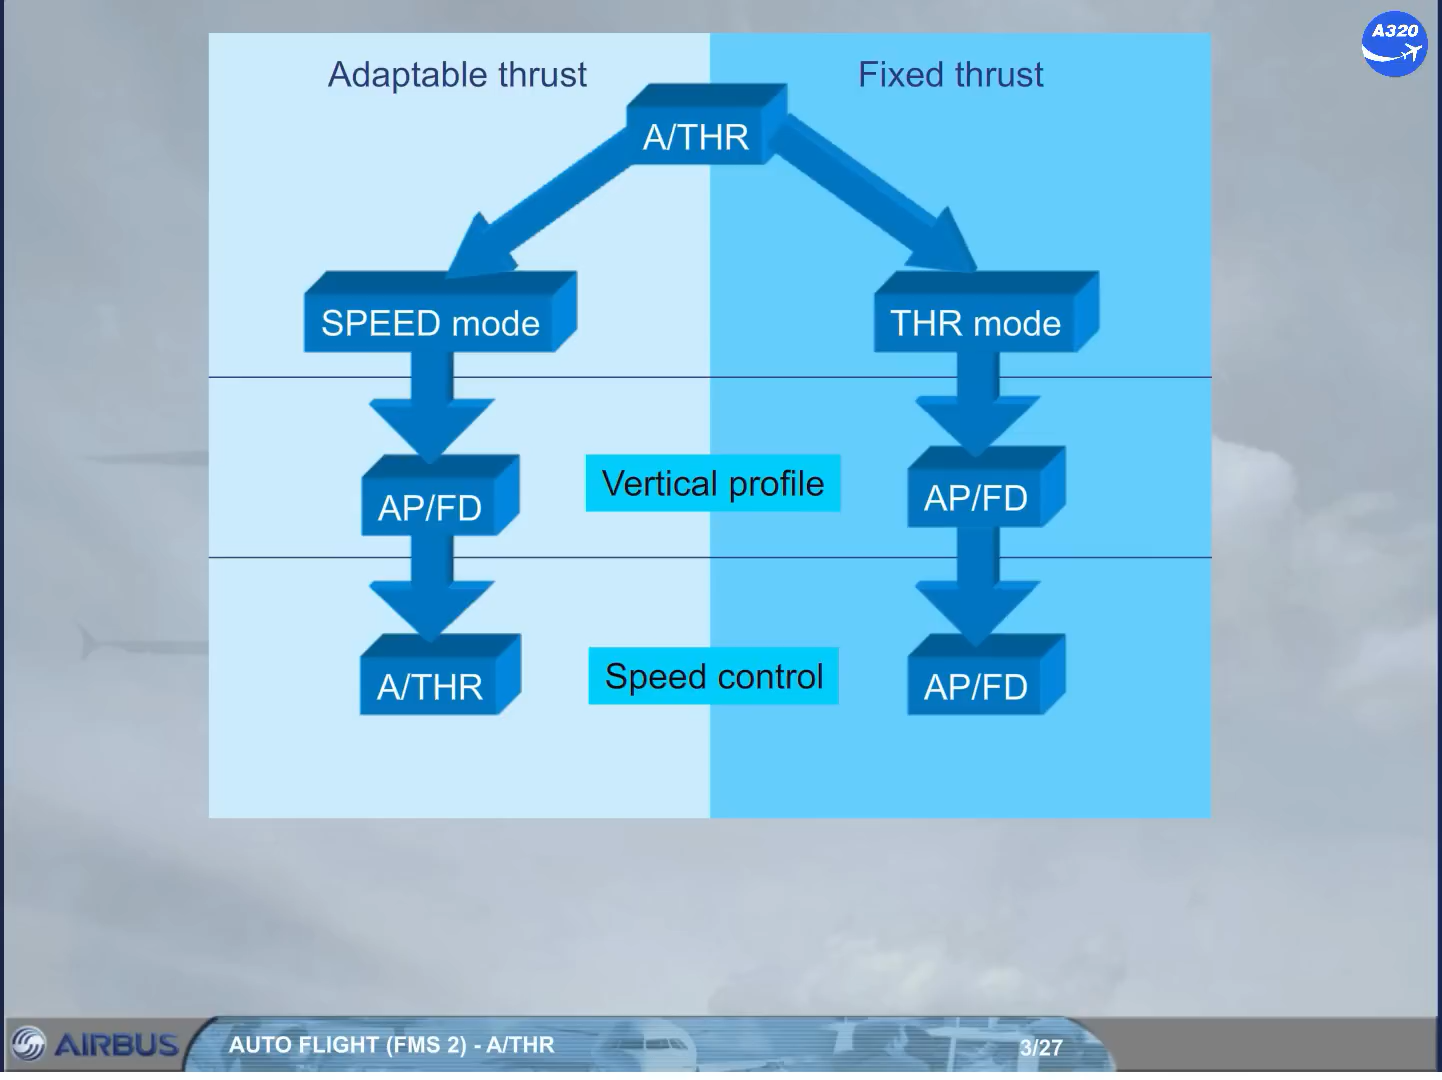 A320
Adaptable thrust
Fixed thrust
A/THR
SPEED mode
THR mode
AP/FD
Vertical profile
AP/FD
A/THR
Speed control
AP/FD
AIRBUS
AUTO FLIGHT (FMS 2) - A/THR
3/27